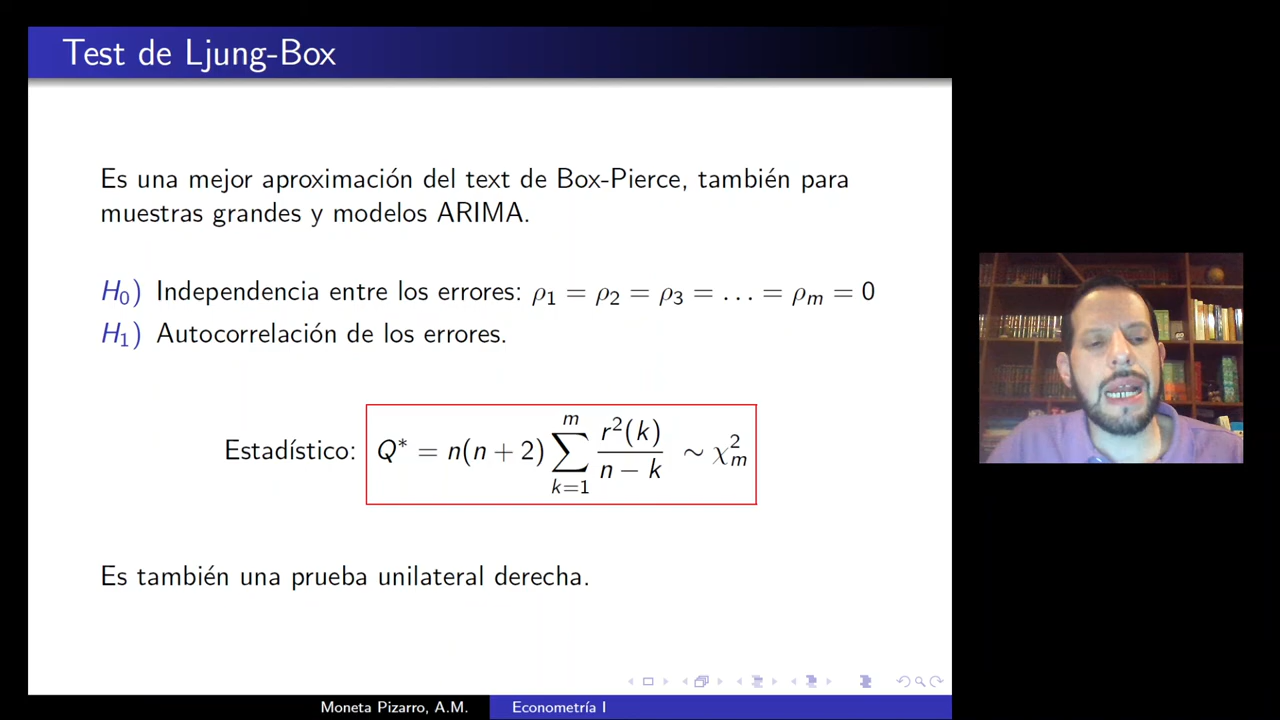 Test de Ljung-Box
Es una mejor aproximación del text de Box-Pierce, también para
muestras grandes y modelos ARIMA.
H₀) Independencia entre los errores: ρ₁ = ρ₂ = ρ₃ = … = ρₘ = 0
H₁) Autocorrelación de los errores.
Estadístico: Q* = n(n + 2) ∑_{k=1}^{m} r²(k)/(n − k) ∼ χ²ₘ
Es también una prueba unilateral derecha.
Moneta Pizarro, A.M. Econometría I